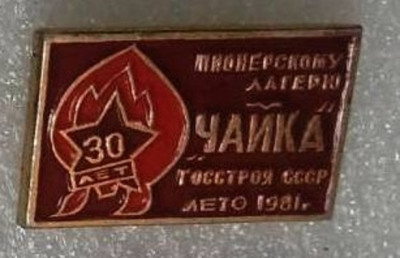 ПИОНЕРСКОМУ
ЛАГЕРЮ
"ЧАЙКА"
ГОССТРОЯ СССР
ЛЕТО 1981г.
30
ЛЕТ